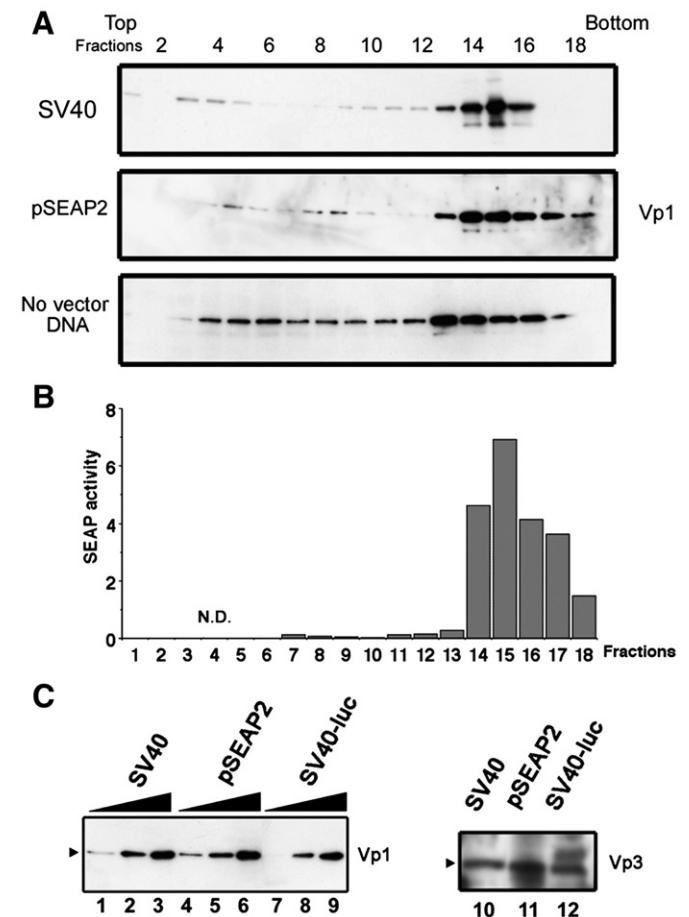 A
Top Bottom
Fractions 2 4 6 8 10 12 14 16 18
SV40
pSEAP2
Vp1
No vector
DNA
B
SEAP activity
8
6
4
2
0
N.D.
1 2 3 4 5 6 7 8 9 10 11 12 13 14 15 16 17 18 Fractions
C
SV40 pSEAP2 SV40-luc
Vp1
1 2 3 4 5 6 7 8 9
SV40 pSEAP2 SV40-luc
Vp3
10 11 12